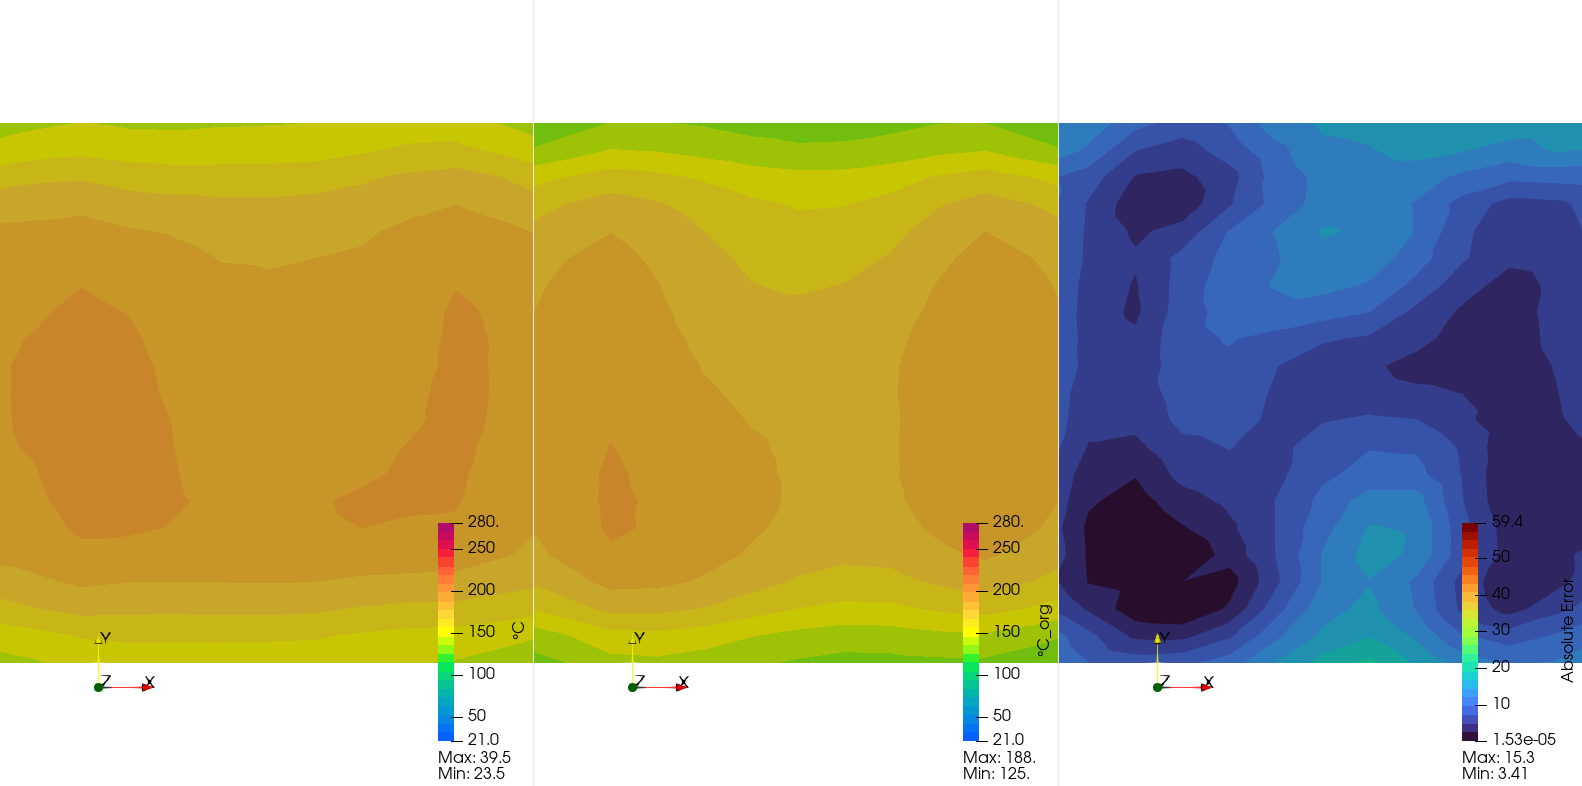 280.
250
200
150
100
50
21.0
°C
Max: 39.5
Min: 23.5
Y
Z
X
280.
250
200
150
100
50
21.0
°C_org
Max: 188.
Min: 125.
Y
Z
X
59.4
50
40
30
20
10
1.53e-05
Absolute Error
Max: 15.3
Min: 3.41
Y
Z
X